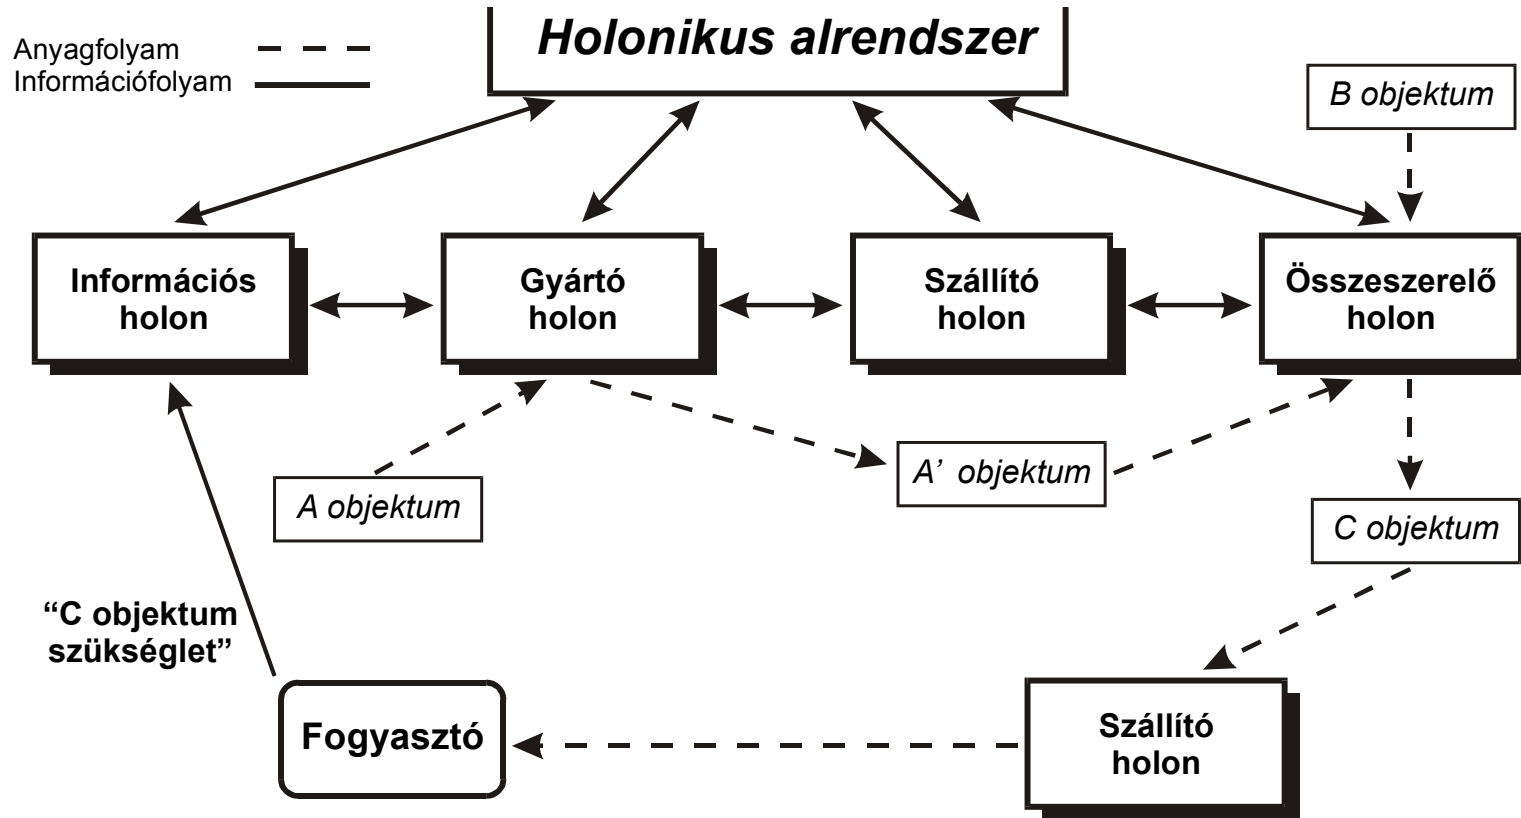 Holonikus alrendszer
Anyagfolyam
Információfolyam
B objektum
Információs
holon
Gyártó
holon
Szállító
holon
Összeszerelő
holon
A objektum
A’ objektum
C objektum
“C objektum
szükséglet”
Fogyasztó
Szállító
holon